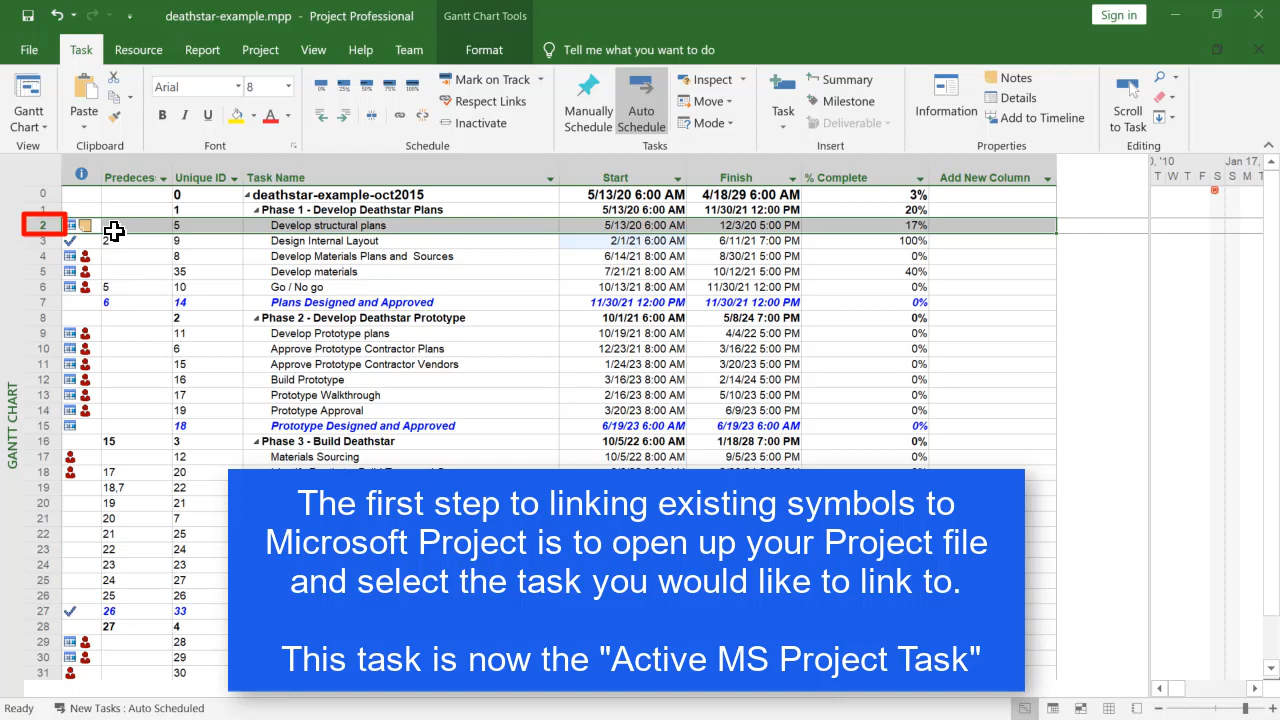 deathstar-example.mpp - Project Professional
Gantt Chart Tools
Sign in
File Task Resource Report Project View Help Team Format Tell me what you want to do
Gantt Chart
View
Paste
Clipboard
Arial 8
B I U A
Font
0% 25% 50% 75% 100%
Mark on Track
Respect Links
Inactivate
Schedule
Manually Schedule
Auto Schedule
Inspect
Move
Mode
Tasks
Task
Summary
Milestone
Deliverable
Insert
Information
Notes
Details
Add to Timeline
Properties
Scroll to Task
Editing
Predeces Unique ID Task Name Start Finish % Complete Add New Column
0, '10 Jan 17,
T W T F S S M T
0 0 deathstar-example-oct2015 5/13/20 6:00 AM 4/18/29 6:00 AM 3%
1 1 Phase 1 - Develop Deathstar Plans 5/13/20 6:00 AM 11/30/21 12:00 PM 20%
2 5 Develop structural plans 5/13/20 6:00 AM 12/3/20 5:00 PM 17%
3 2 9 Design Internal Layout 2/1/21 6:00 AM 6/11/21 7:00 PM 100%
4 8 Develop Materials Plans and Sources 6/14/21 8:00 AM 8/30/21 5:00 PM 0%
5 35 Develop materials 7/21/21 8:00 AM 10/12/21 5:00 PM 40%
6 5 10 Go / No go 10/13/21 8:00 AM 11/30/21 12:00 PM 0%
7 6 14 Plans Designed and Approved 11/30/21 12:00 PM 11/30/21 12:00 PM 0%
8 2 Phase 2 - Develop Deathstar Prototype 10/1/21 6:00 AM 5/8/24 7:00 PM 0%
9 11 Develop Prototype plans 10/19/21 8:00 AM 4/4/22 5:00 PM 0%
10 6 Approve Prototype Contractor Plans 12/23/21 8:00 AM 3/16/22 5:00 PM 0%
11 15 Approve Prototype Contractor Vendors 1/24/23 8:00 AM 3/20/23 5:00 PM 0%
12 16 Build Prototype 3/16/23 8:00 AM 2/14/24 5:00 PM 0%
13 17 Prototype Walkthrough 2/16/23 8:00 AM 5/10/23 5:00 PM 0%
14 19 Prototype Approval 3/20/23 8:00 AM 6/9/23 5:00 PM 0%
15 18 Prototype Designed and Approved 6/19/23 6:00 AM 6/19/23 6:00 AM 0%
16 15 3 Phase 3 - Build Deathstar 10/5/22 6:00 AM 1/18/28 7:00 PM 0%
17 Materials Sourcing 10/5/22 8:00 AM 9/5/23 5:00 PM 0%
18 17 20
19 18,7 22
20 19 21
21 20 7
22 21 25
23 22 24
24 23 23
25 24 27
26 25 26
27 26 33
28 27 4
29 28
30 29
31 30
GANTT CHART
The first step to linking existing symbols to
Microsoft Project is to open up your Project file
and select the task you would like to link to.
This task is now the "Active MS Project Task"
Ready New Tasks : Auto Scheduled